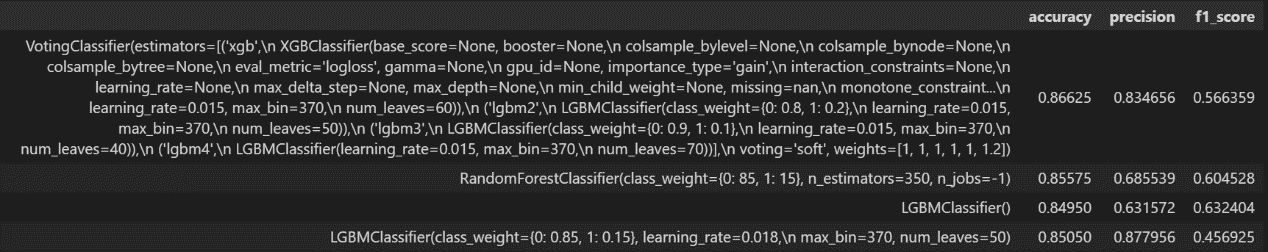 accuracy precision f1_score
VotingClassifier(estimators=[('xgb',\n XGBClassifier(base_score=None, booster=None,\n colsample_bylevel=None,\n colsample_bynode=None,\n
colsample_bytree=None,\n eval_metric='logloss', gamma=None,\n gpu_id=None, importance_type='gain',\n interaction_constraints=None,\n
learning_rate=None,\n max_delta_step=None, max_depth=None,\n min_child_weight=None, missing=nan,\n monotone_constraint...\n
learning_rate=0.015, max_bin=370,\n num_leaves=60)),\n ('lgbm2',\n LGBMClassifier(class_weight={0: 0.8, 1: 0.2},\n learning_rate=0.015,
max_bin=370,\n num_leaves=50)),\n ('lgbm3',\n LGBMClassifier(class_weight={0: 0.9, 1: 0.1},\n learning_rate=0.015, max_bin=370,\n
num_leaves=40)),\n ('lgbm4',\n LGBMClassifier(learning_rate=0.015, max_bin=370,\n num_leaves=70))],\n voting='soft', weights=[1, 1, 1, 1, 1, 1.2])
0.86625 0.834656 0.566359
RandomForestClassifier(class_weight={0: 85, 1: 15}, n_estimators=350, n_jobs=-1) 0.85575 0.685539 0.604528
LGBMClassifier() 0.84950 0.631572 0.632404
LGBMClassifier(class_weight={0: 0.85, 1: 0.15}, learning_rate=0.018,\n max_bin=370, num_leaves=50) 0.85050 0.877956 0.456925